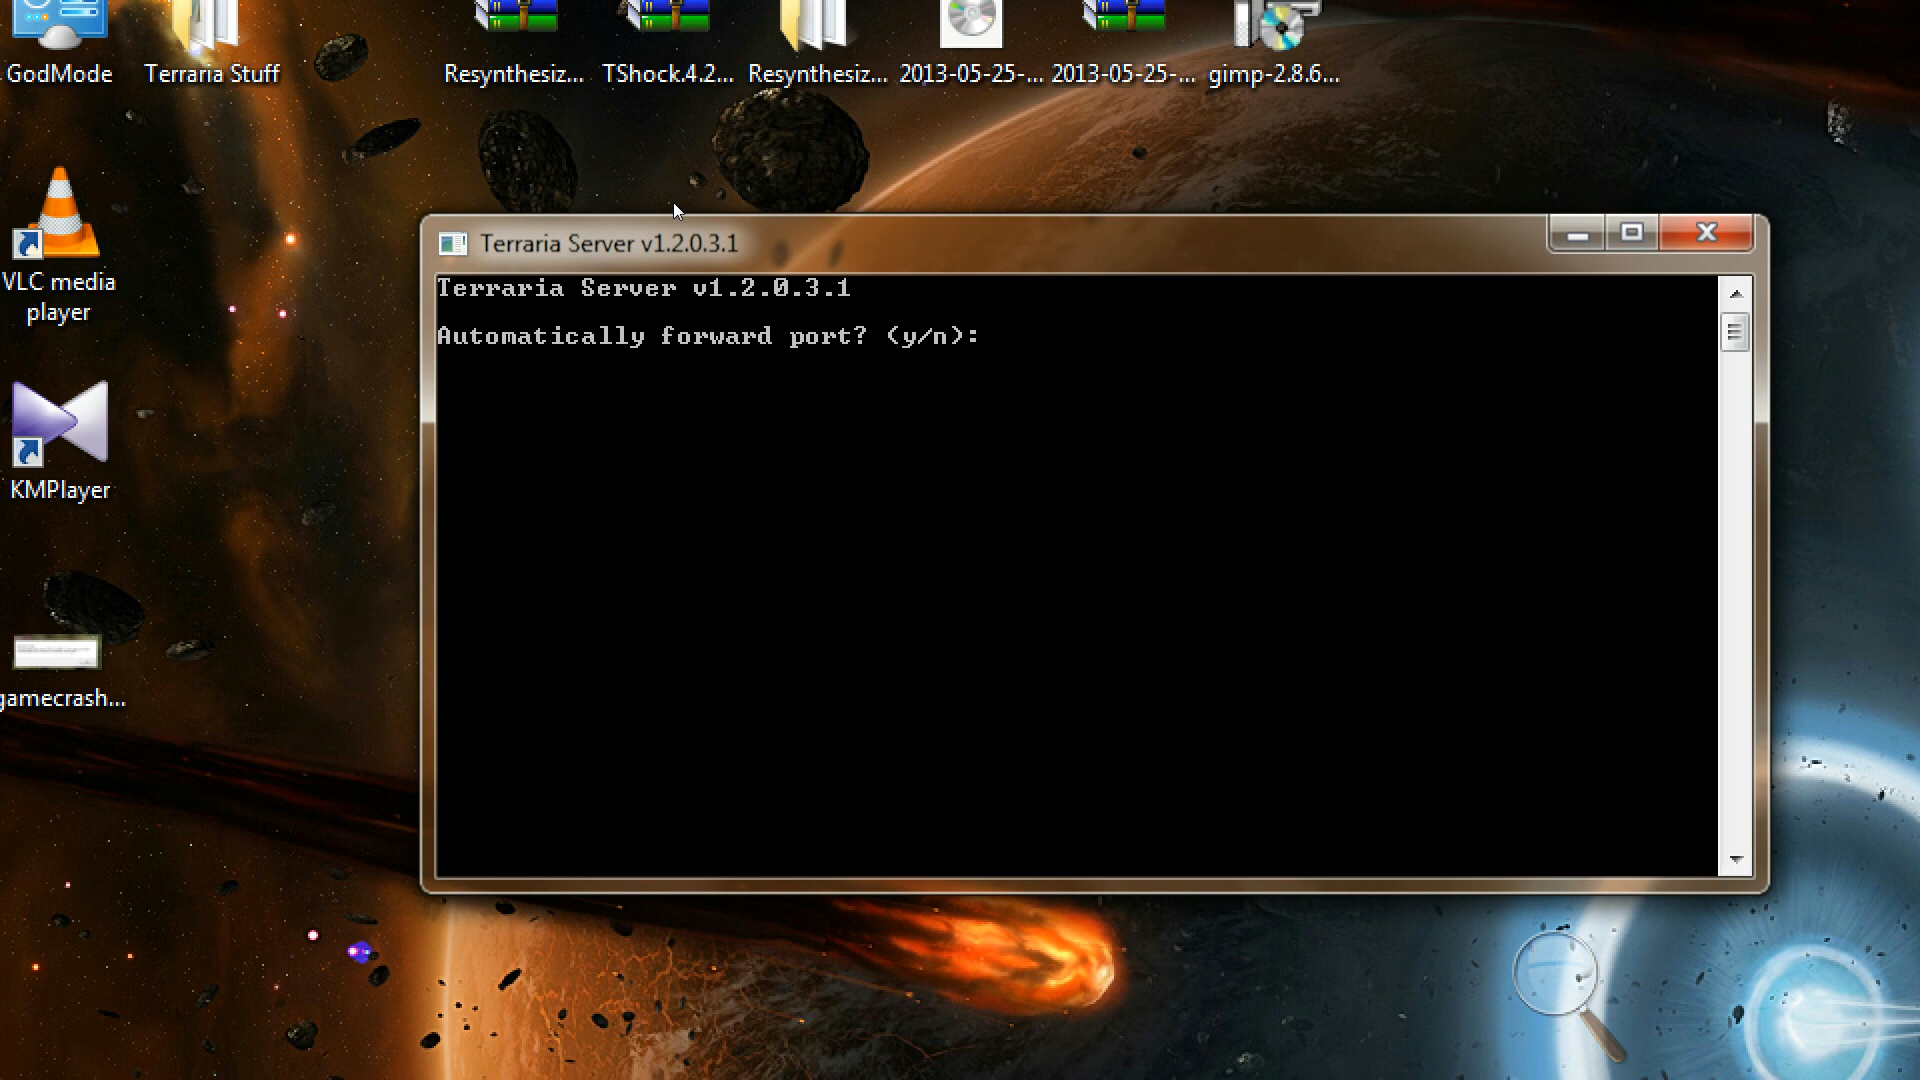 GodMode
Terraria Stuff
Resynthesiz...
TShock.4.2...
Resynthesiz...
2013-05-25-...
2013-05-25-...
gimp-2.8.6...
VLC media
player
KMPlayer
gamecrash...
Terraria Server v1.2.0.3.1
Terraria Server v1.2.0.3.1
Automatically forward port? (y/n):